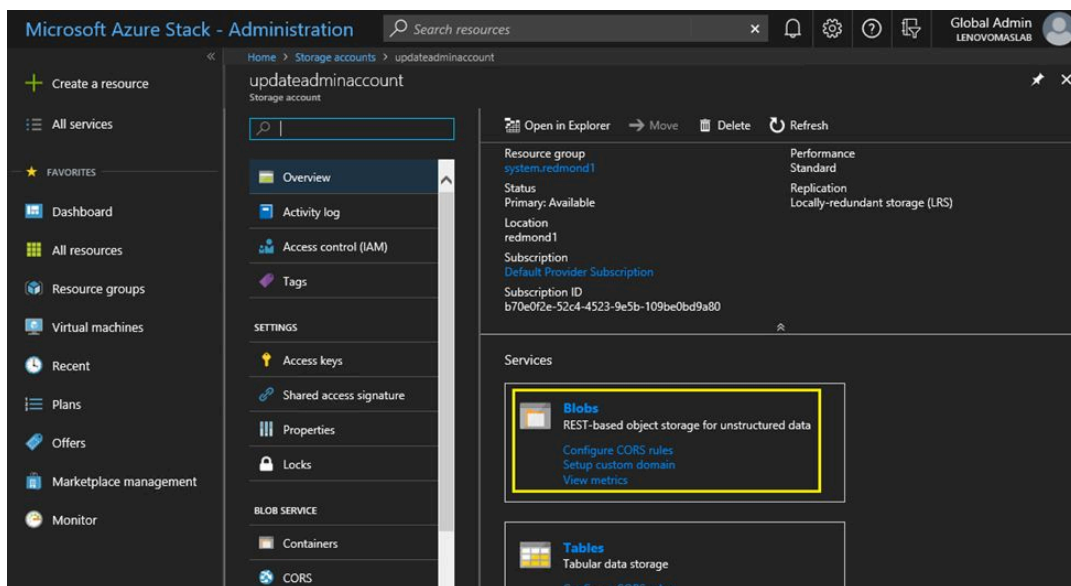 Microsoft Azure Stack - Administration
Search resources
Global Admin
LENOVOMASLAB
Home > Storage accounts > updateadminaccount
updateadminaccount
Storage account
Create a resource
All services
FAVORITES
Dashboard
All resources
Resource groups
Virtual machines
Recent
Plans
Offers
Marketplace management
Monitor
Overview
Activity log
Access control (IAM)
Tags
SETTINGS
Access keys
Shared access signature
Properties
Locks
BLOB SERVICE
Containers
CORS
Open in Explorer
Move
Delete
Refresh
Resource group
system.redmond1
Status
Primary: Available
Location
redmond1
Subscription
Default Provider Subscription
Subscription ID
b70e0f2e-52c4-4523-9e5b-109be0bd9a80
Performance
Standard
Replication
Locally-redundant storage (LRS)
Services
Blobs
REST-based object storage for unstructured data
Configure CORS rules
Setup custom domain
View metrics
Tables
Tabular data storage